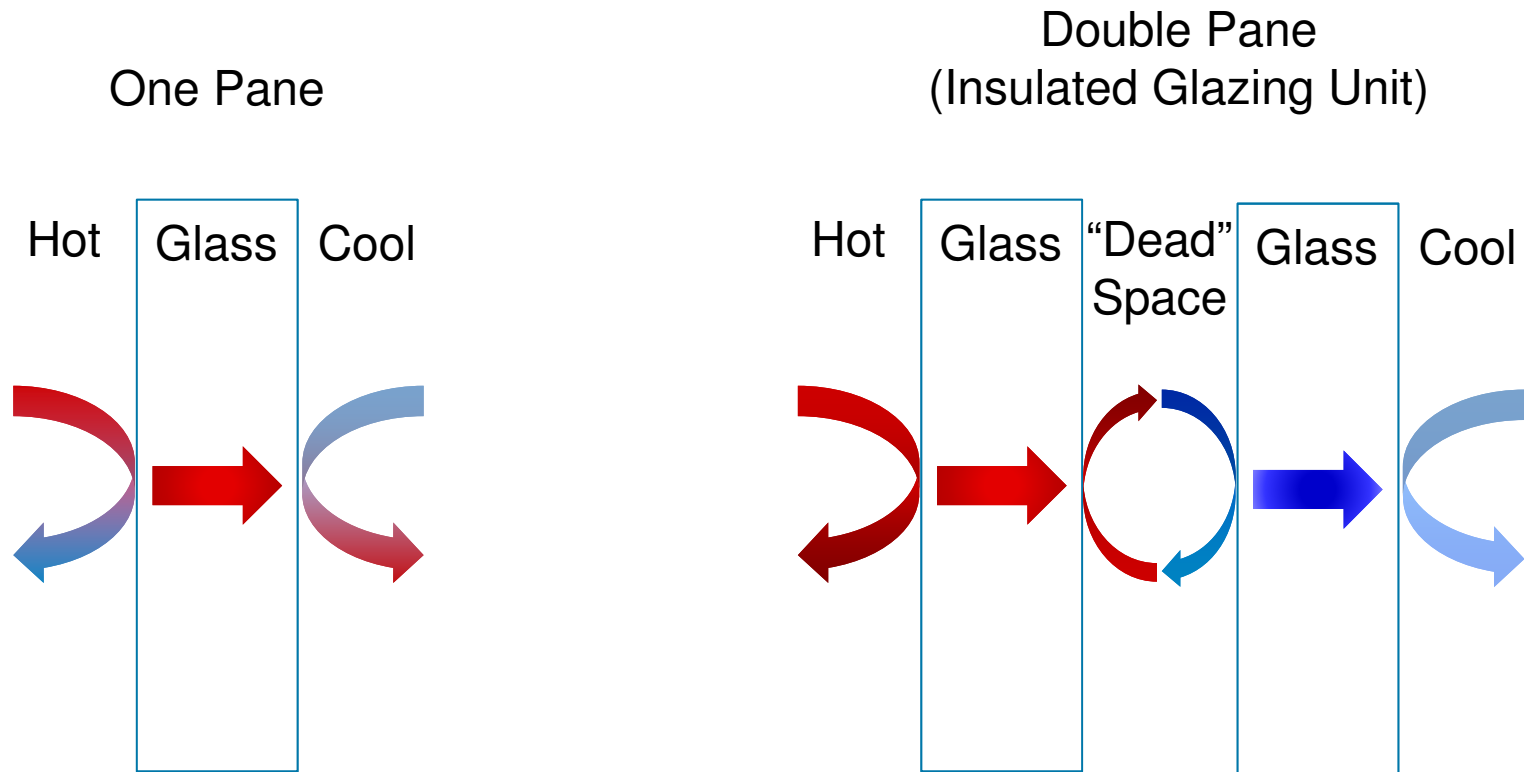 One Pane
Hot
Glass
Cool
Double Pane
(Insulated Glazing Unit)
Hot
Glass
“Dead”
Space
Glass
Cool